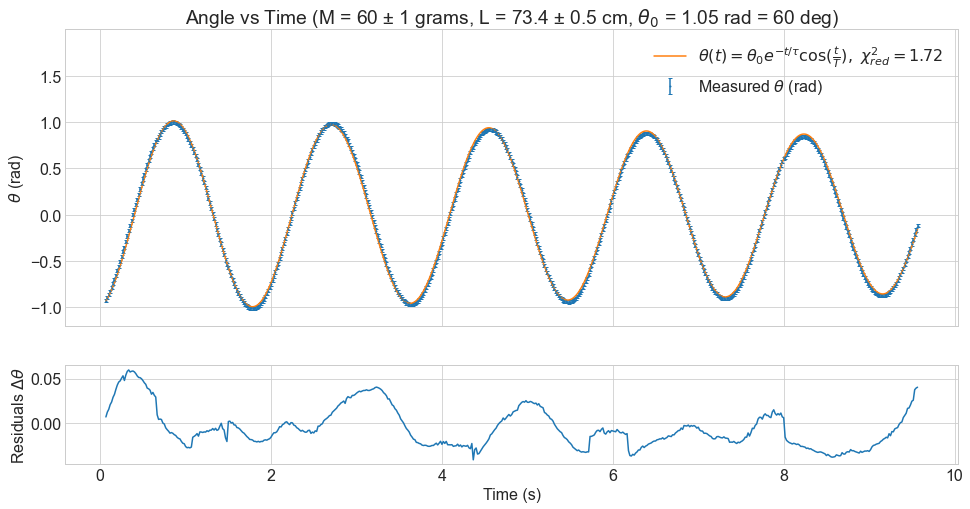 Angle vs Time (M = 60 ± 1 grams, L = 73.4 ± 0.5 cm, θ₀ = 1.05 rad = 60 deg)
θ(t) = θ₀e^{-t/τ}cos(t/T), χ²_{red} = 1.72
Measured θ (rad)
θ (rad)
1.5
1.0
0.5
0.0
−0.5
−1.0
Residuals Δθ
0.05
0.00
0 2 4 6 8 10
Time (s)